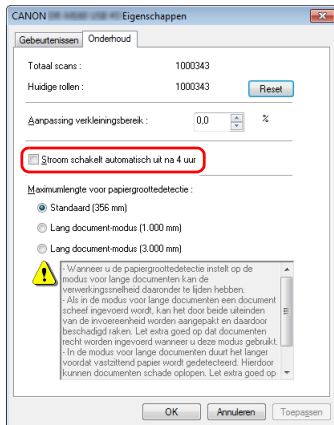 CANON Eigenschappen
Gebeurtenissen Onderhoud
Totaal scans : 1000343
Huidige rollen : 1000343 Reset
Aanpassing verkleiningsbereik : 0,0 %
Stroom schakelt automatisch uit na 4 uur
Maximumlengte voor papiergroottedetectie :
Standaard (356 mm)
Lang document-modus (1.000 mm)
Lang document-modus (3.000 mm)
- Wanneer u de papiergroottedetectie instelt op de
modus voor lange documenten kan de
verwerkingssnelheid daaronder te lijden hebben.
- Als in de modus voor lange documenten een document
scheef ingevoerd wordt, kan het door beide uiteinden
van de invoereenheid worden aangepakt en daardoor
beschadigd raken. Let extra goed op dat documenten
recht worden ingevoerd wanneer u deze modus gebruikt.
- In de modus voor lange documenten duurt het langer
voordat vastzittend papier wordt gedetecteerd. Hierdoor
kunnen documenten schade oplopen. Let extra goed op
OK Annuleren Toepassen